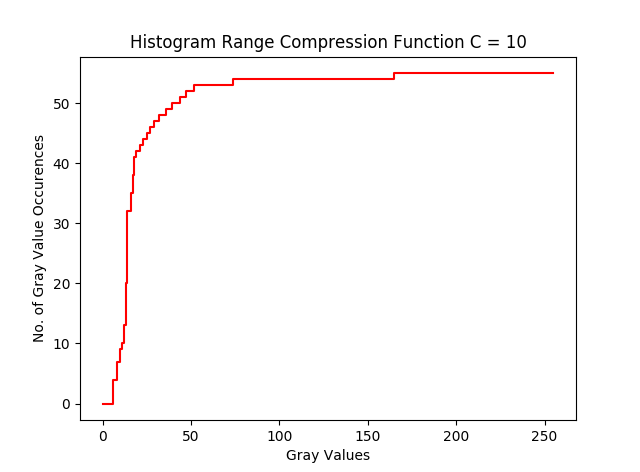 Histogram Range Compression Function C = 10
No. of Gray Value Occurences
50
40
30
20
10
0
0 50 100 150 200 250
Gray Values